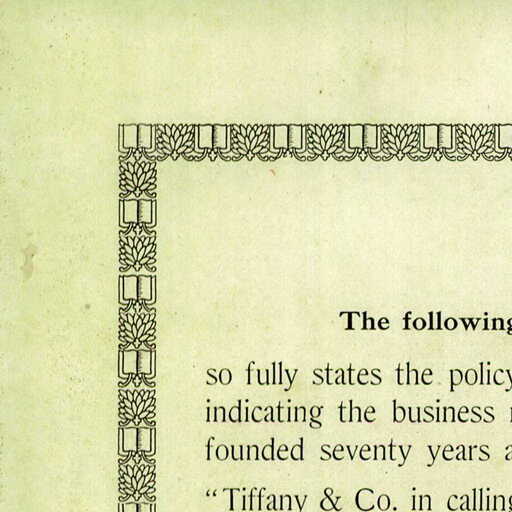 The following
so fully states the policy
indicating the business
founded seventy years
“Tiffany & Co. in calling